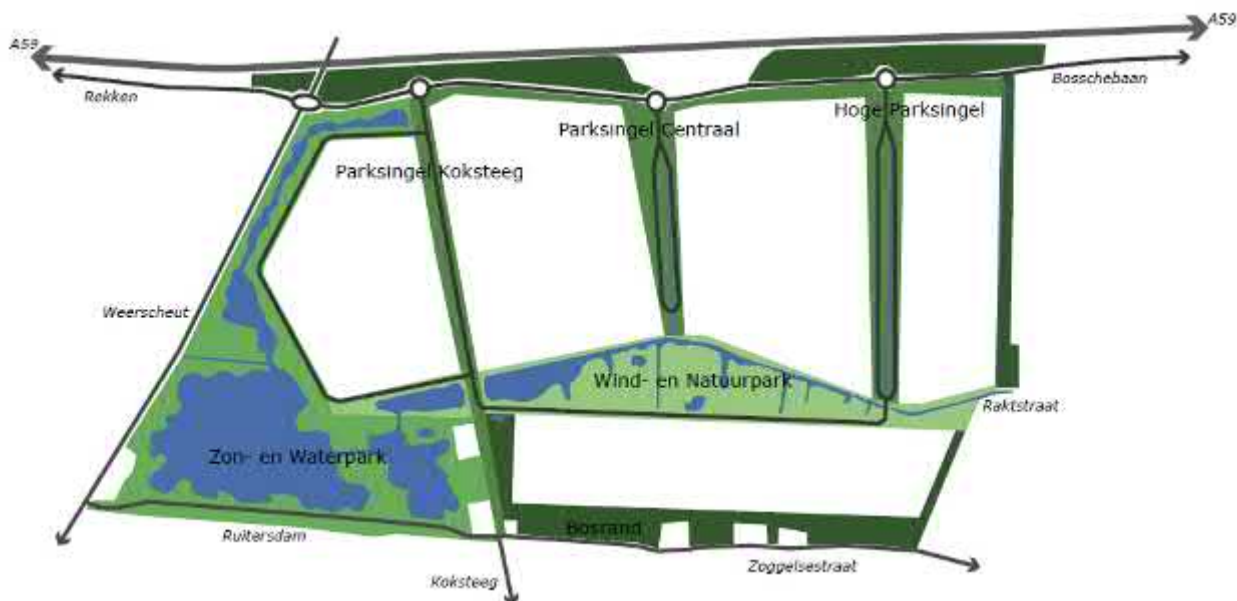 A59
A59
Rekken
Bosschebaan
Hoge Parksingel
Parksingel Centraal
Parksingel Koksteeg
Weerscheut
Wind- en Natuurpark
Raktstraat
Zon- en Waterpark
Bosrand
Ruitersdam
Zoggelsestraat
Koksteeg